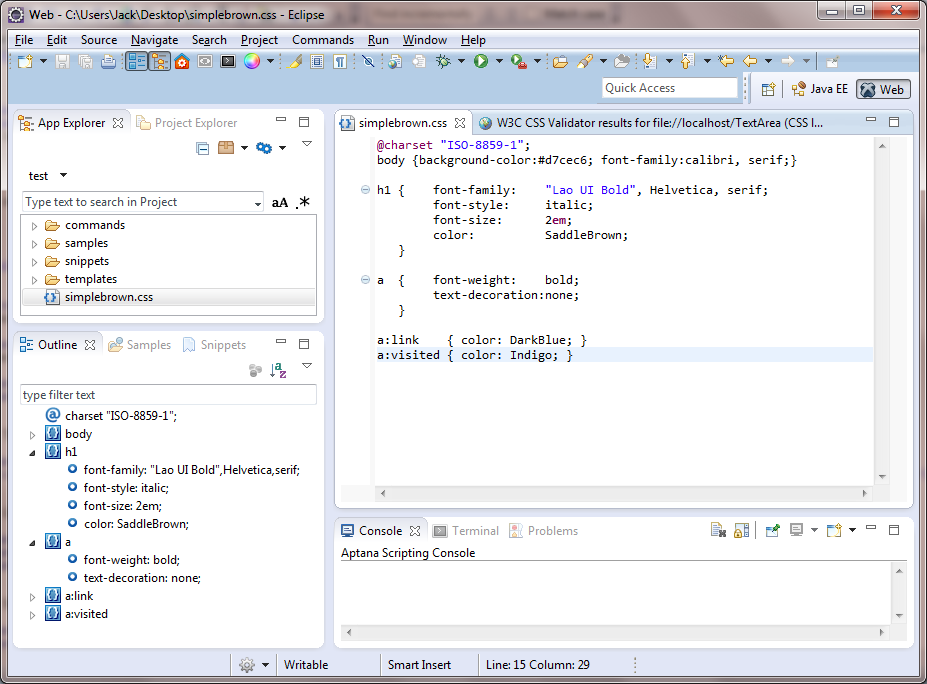 Web - C:\Users\Jack\Desktop\simplebrown.css - Eclipse
File Edit Source Navigate Search Project Commands Run Window Help
Quick Access
Java EE
Web
App Explorer
Project Explorer
test
Type text to search in Project
aA .*
commands
samples
snippets
templates
simplebrown.css
Outline
Samples
Snippets
type filter text
charset "ISO-8859-1";
body
h1
font-family: "Lao UI Bold",Helvetica,serif;
font-style: italic;
font-size: 2em;
color: SaddleBrown;
a
font-weight: bold;
text-decoration: none;
a:link
a:visited
simplebrown.css
W3C CSS Validator results for file://localhost/TextArea (CSS l...
@charset "ISO-8859-1";
body {background-color:#d7cec6; font-family:calibri, serif;}
h1 { font-family: "Lao UI Bold", Helvetica, serif;
font-style: italic;
font-size: 2em;
color: SaddleBrown;
}
a { font-weight: bold;
text-decoration:none;
}
a:link { color: DarkBlue; }
a:visited { color: Indigo; }
Console
Terminal
Problems
Aptana Scripting Console
Writable
Smart Insert
Line: 15 Column: 29